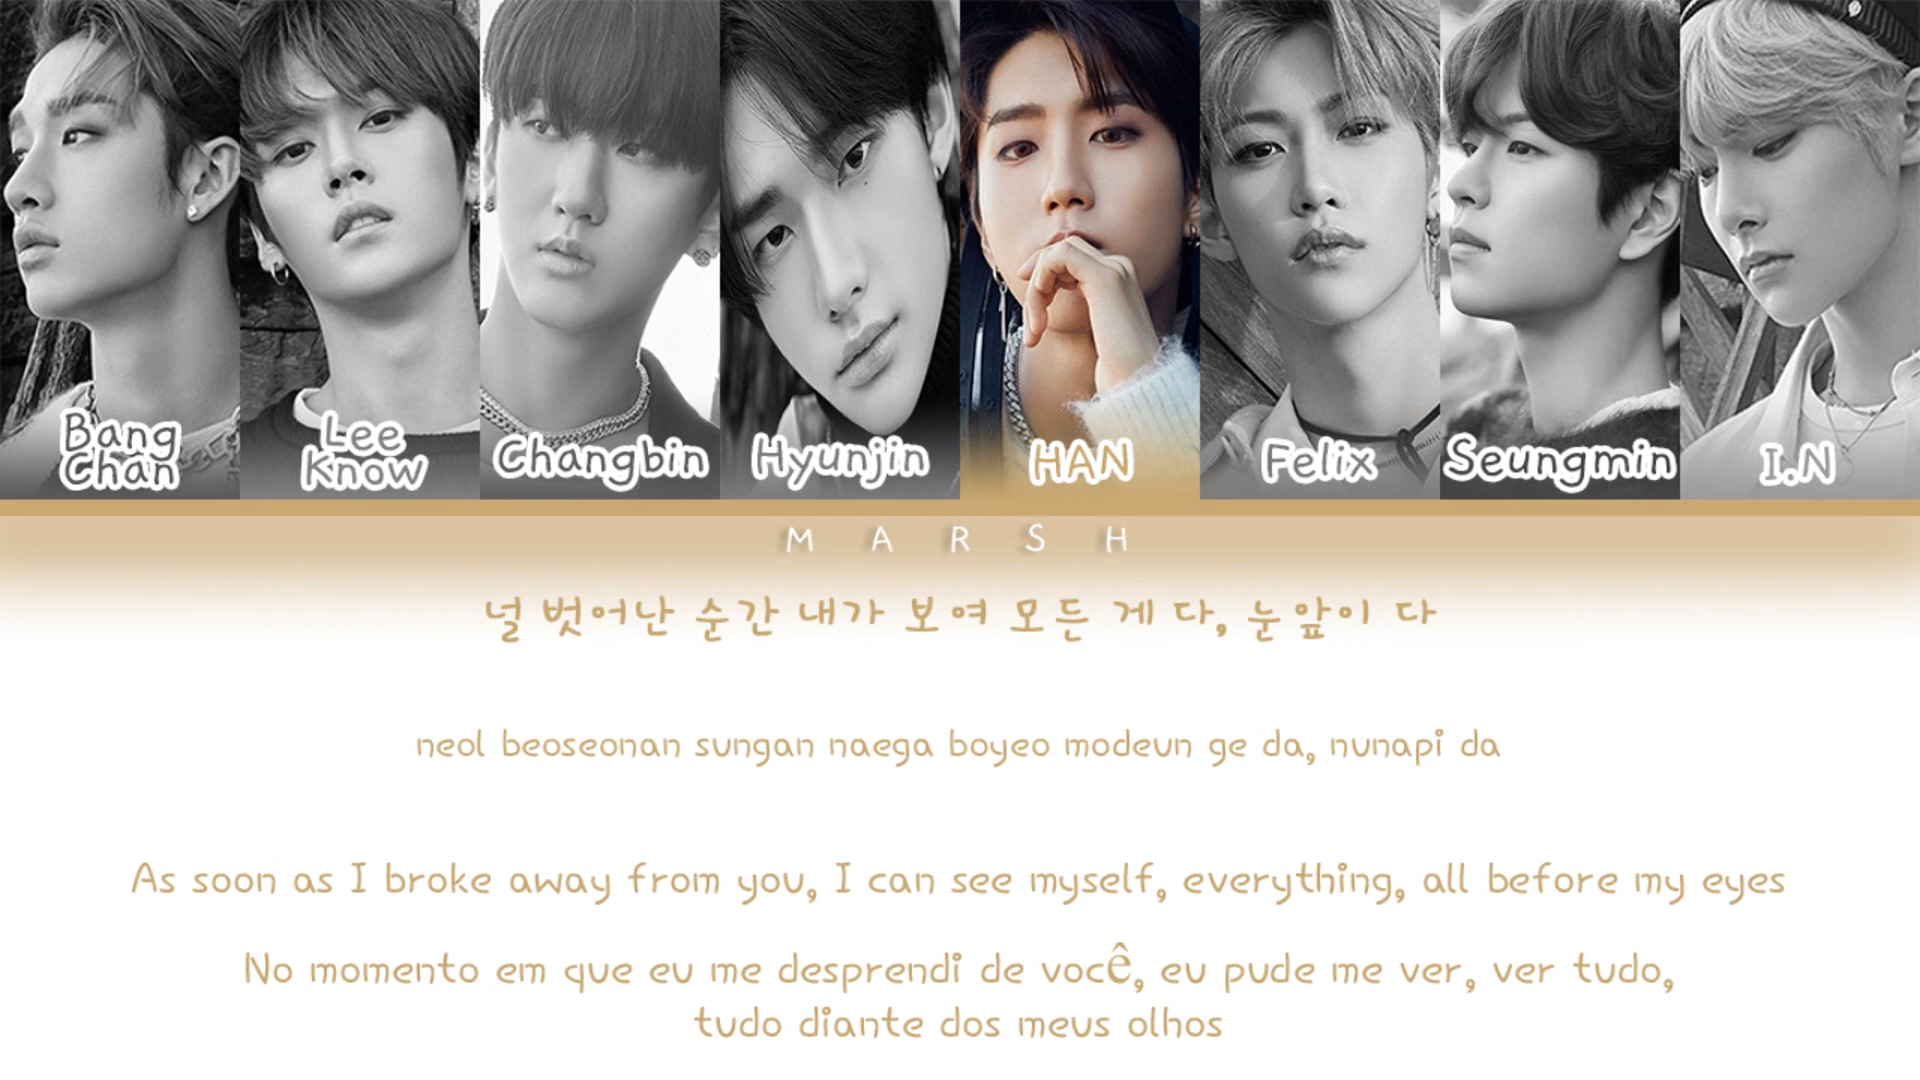 Bang
Chan
Lee
Know
Changbin
Hyunjin
HAN
Felix
Seungmin
I.N
M A R S H
널 벗어난 순간 내가 보여 모든 게 다, 눈앞이 다
neol beoseonan sungan naega boyeo modeun ge da, nunapi da
As soon as I broke away from you, I can see myself, everything, all before my eyes
No momento em que eu me desprendi de você, eu pude me ver, ver tudo,
tudo diante dos meus olhos